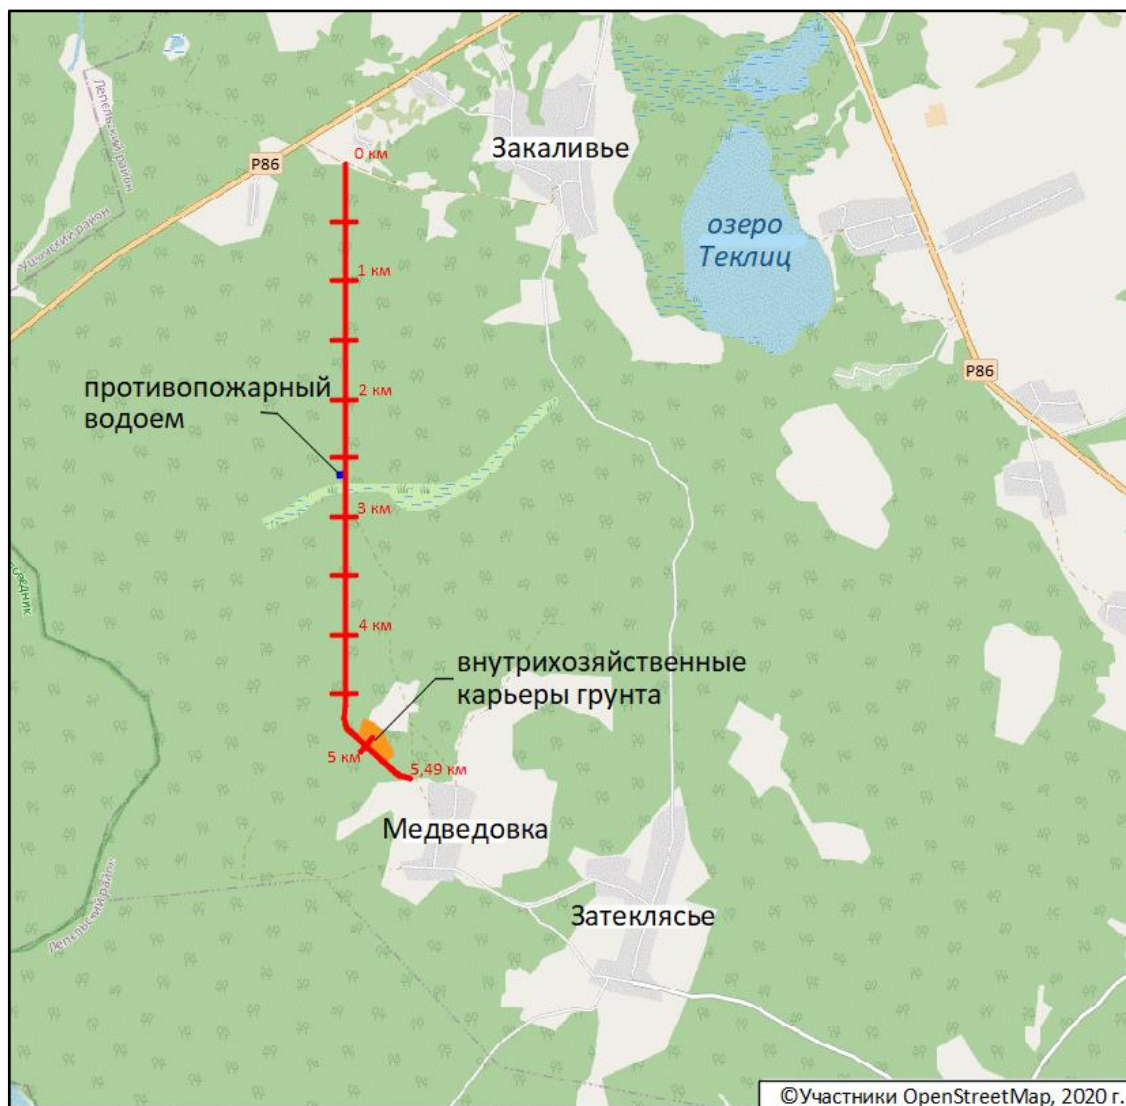 Лепельский район
Ушачский район
Р86
0 км
Закаливье
озеро
Теклиц
1 км
Р86
противопожарный
водоем
2 км
3 км
4 км
внутрихозяйственные
карьеры грунта
5 км
5,49 км
Медведовка
Лепельский район
Затеклясье
©Участники OpenStreetMap, 2020 г.